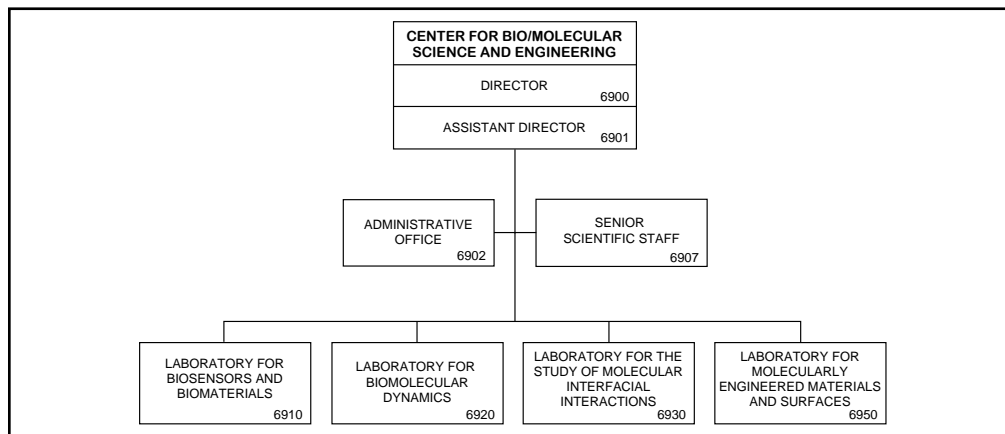 CENTER FOR BIO/MOLECULAR
SCIENCE AND ENGINEERING
DIRECTOR
6900
ASSISTANT DIRECTOR
6901
ADMINISTRATIVE
OFFICE
6902
SENIOR
SCIENTIFIC STAFF
6907
LABORATORY FOR
BIOSENSORS AND
BIOMATERIALS
6910
LABORATORY FOR
BIOMOLECULAR
DYNAMICS
6920
LABORATORY FOR THE
STUDY OF MOLECULAR
INTERFACIAL
INTERACTIONS
6930
LABORATORY FOR
MOLECULARLY
ENGINEERED MATERIALS
AND SURFACES
6950